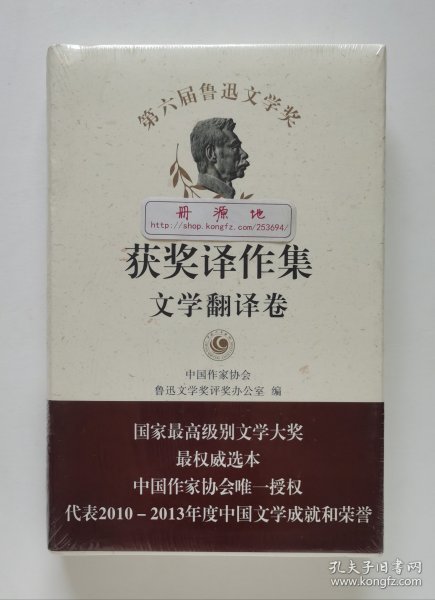 第六届鲁迅文学奖
册源地
http://shop.kongfz.com/253694/
获奖译作集
文学翻译卷
中国作家协会
鲁迅文学奖评奖办公室 编
国家最高级别文学大奖
最权威选本
中国作家协会唯一授权
代表2010－2013年度中国文学成就和荣誉
孔夫子旧书网
www.kongfz.com